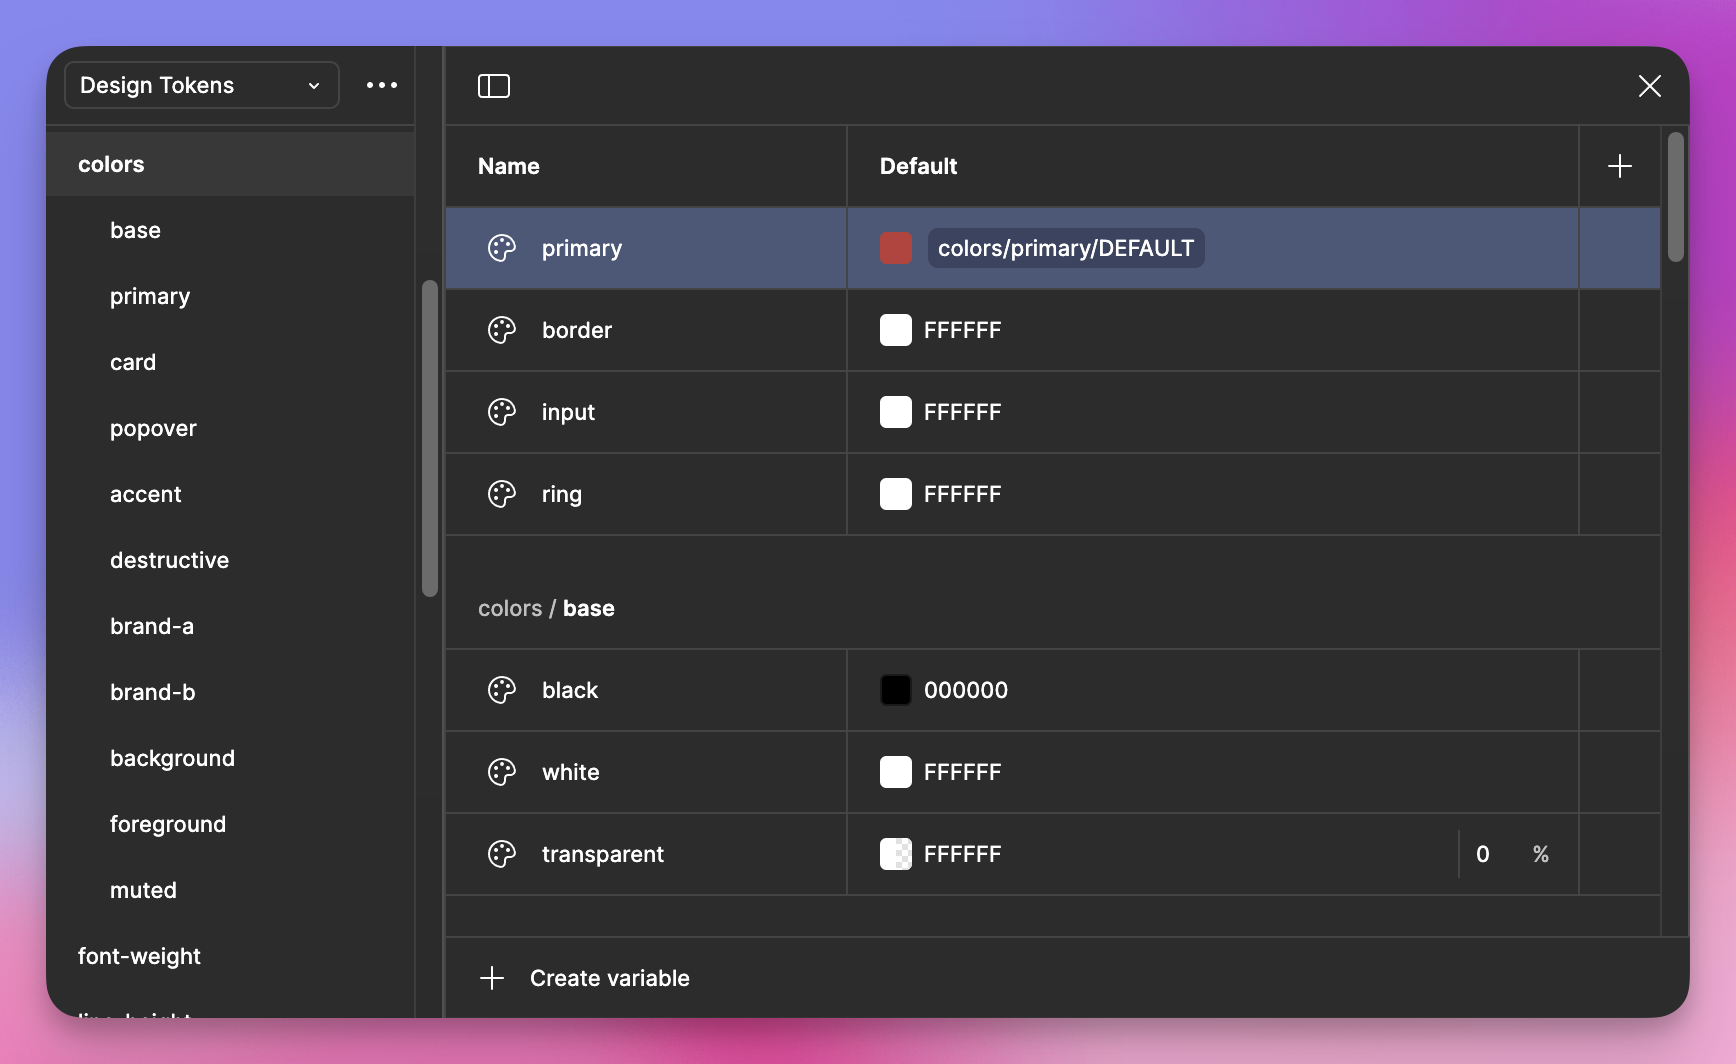 Design Tokens
colors
base
primary
card
popover
accent
destructive
brand-a
brand-b
background
foreground
muted
font-weight
Name
Default
primary
colors/primary/DEFAULT
border
FFFFFF
input
FFFFFF
ring
FFFFFF
colors / base
black
000000
white
FFFFFF
transparent
FFFFFF
0 %
Create variable